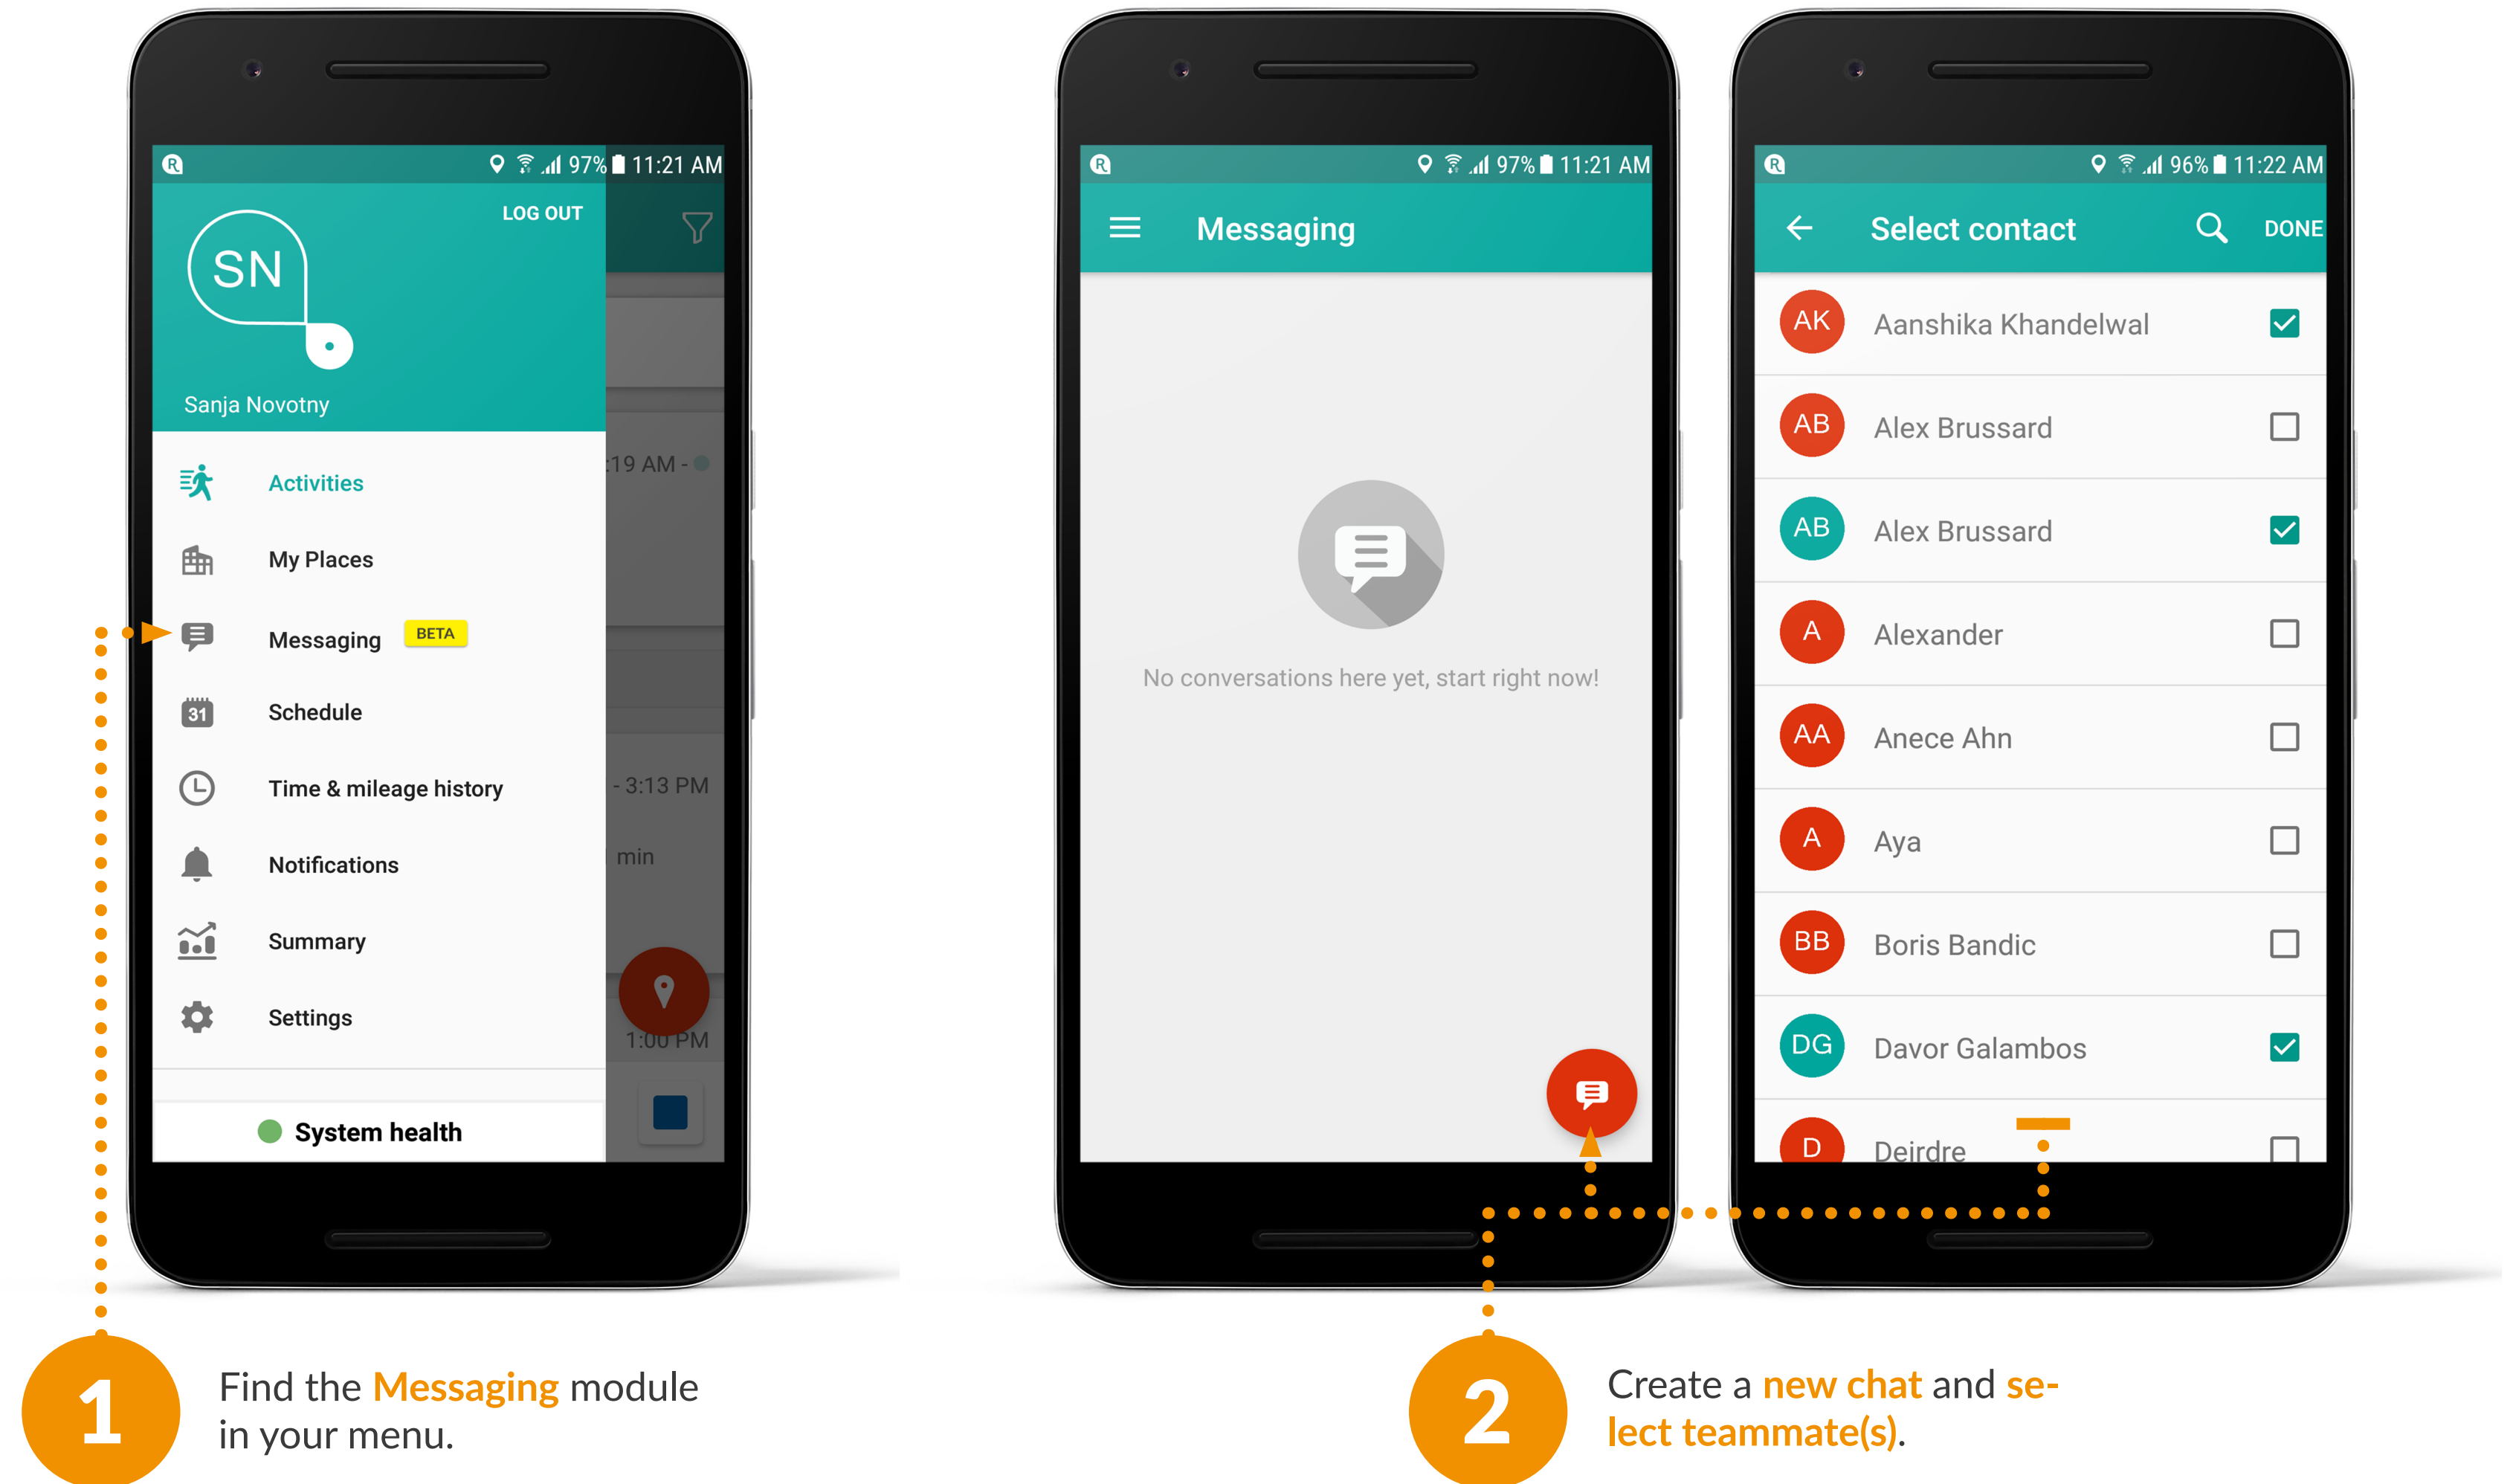 R 97% 11:21 AM
LOG OUT
SN
Sanja Novotny
Activities
My Places
Messaging BETA
31 Schedule
Time & mileage history
Notifications
Summary
Settings
System health
:19 AM -
- 3:13 PM
min
1:00 PM
R 97% 11:21 AM
Messaging
No conversations here yet, start right now!
R 96% 11:22 AM
Select contact DONE
AK Aanshika Khandelwal
AB Alex Brussard
AB Alex Brussard
A Alexander
AA Anece Ahn
A Aya
BB Boris Bandic
DG Davor Galambos
D Deirdre
1
Find the Messaging module
in your menu.
2
Create a new chat and se-
lect teammate(s).